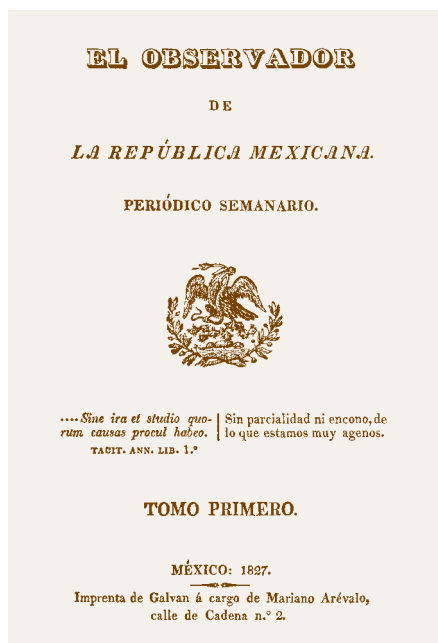 EL OBSERVADOR
DE
LA REPÚBLICA MEXICANA.
PERIÓDICO SEMANARIO.
....Sine ira et studio quo-
rum causas procul habeo.
TACIT. ANN. LIB. 1.º
Sin parcialidad ni encono, de
lo que estamos muy agenos.
TOMO PRIMERO.
MÉXICO: 1827.
Imprenta de Galvan á cargo de Mariano Arévalo,
calle de Cadena n.º 2.